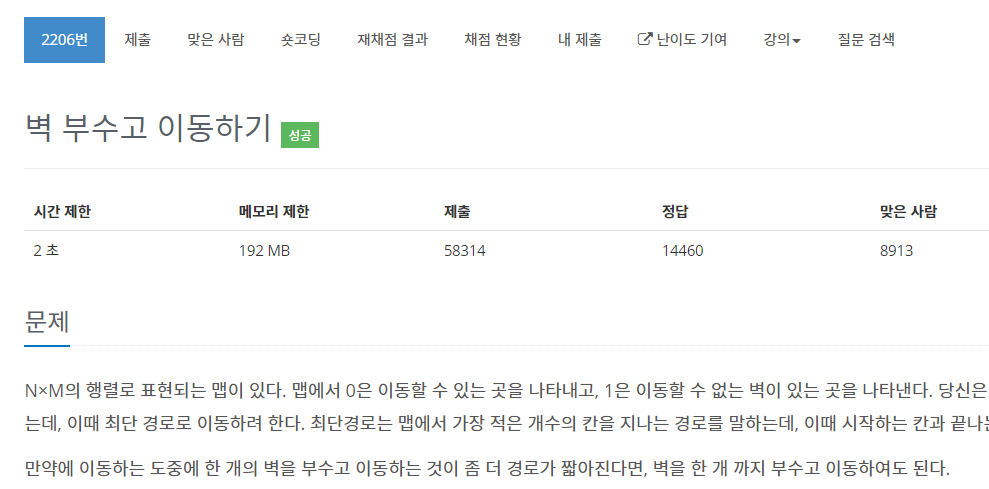 2206번 제출 맞은 사람 숏코딩 재채점 결과 채점 현황 내 제출 난이도 기여 강의 질문 검색
벽 부수고 이동하기 성공
시간 제한 메모리 제한 제출 정답 맞은 사람
2 초 192 MB 58314 14460 8913
문제
N×M의 행렬로 표현되는 맵이 있다. 맵에서 0은 이동할 수 있는 곳을 나타내고, 1은 이동할 수 없는 벽이 있는 곳을 나타낸다. 당신은
는데, 이때 최단 경로로 이동하려 한다. 최단경로는 맵에서 가장 적은 개수의 칸을 지나는 경로를 말하는데, 이때 시작하는 칸과 끝나는
만약에 이동하는 도중에 한 개의 벽을 부수고 이동하는 것이 좀 더 경로가 짧아진다면, 벽을 한 개 까지 부수고 이동하여도 된다.